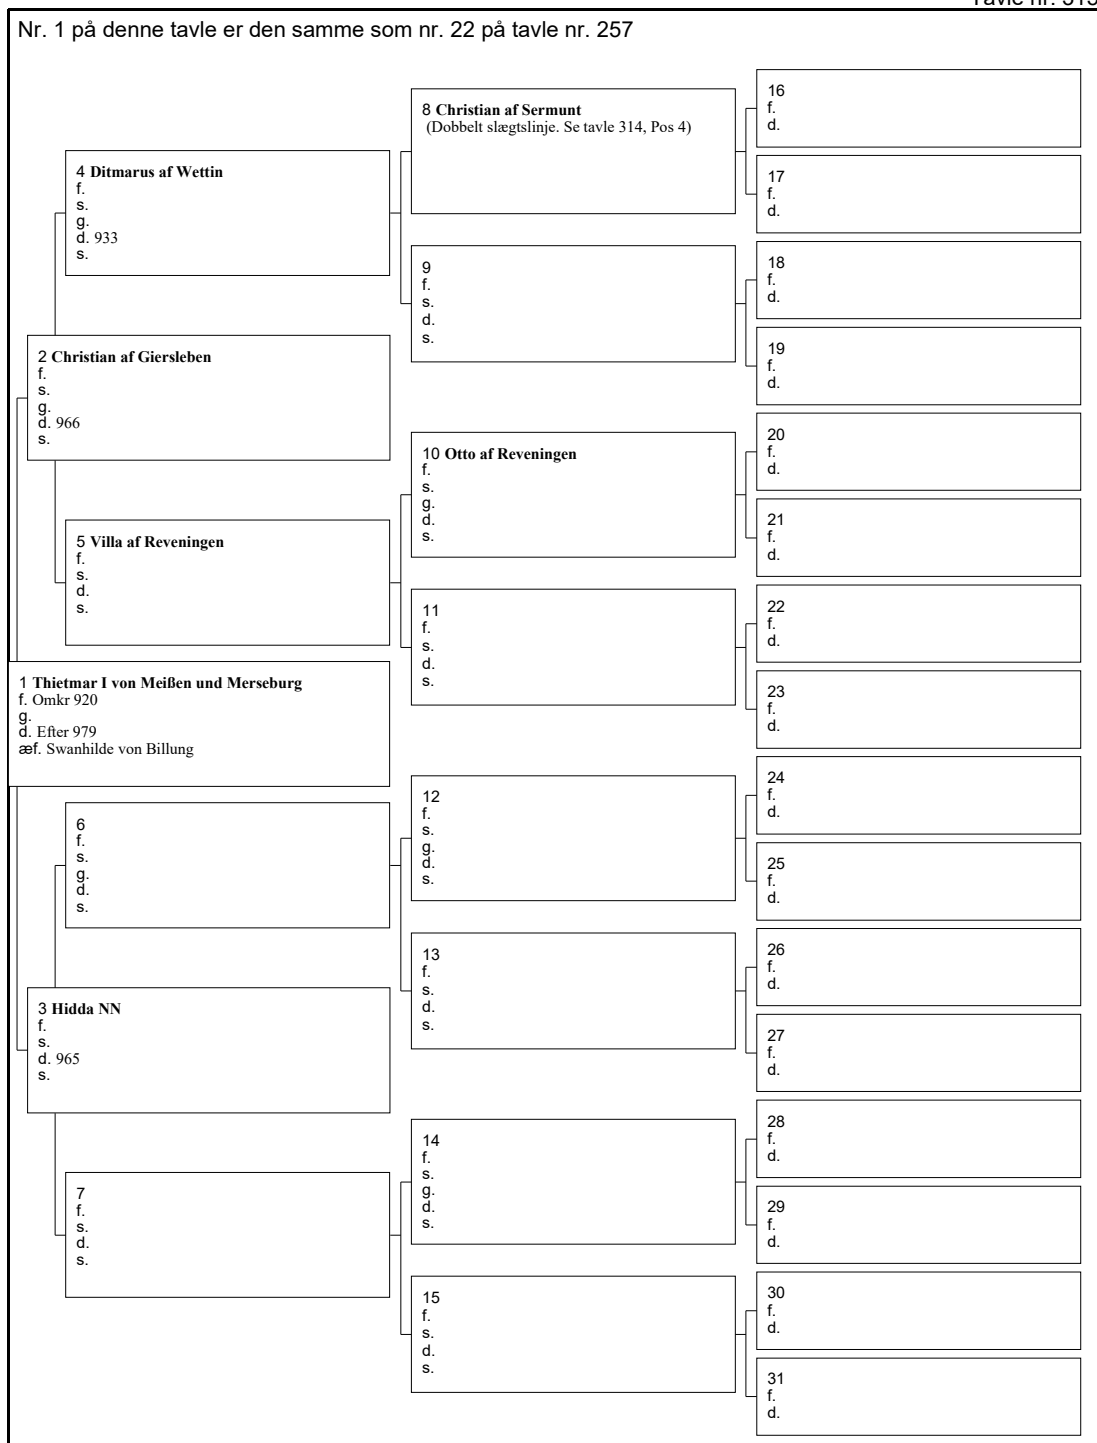 Nr. 1 på denne tavle er den samme som nr. 22 på tavle nr. 257
8 Christian af Sermunt
(Dobbelt slægtslinje. Se tavle 314, Pos 4)
16
f.
d.
17
f.
d.
4 Ditmarus af Wettin
f.
s.
g.
d. 933
s.
9
f.
s.
d.
s.
18
f.
d.
19
f.
d.
2 Christian af Giersleben
f.
s.
g.
d. 966
s.
10 Otto af Reveningen
f.
s.
g.
d.
s.
20
f.
d.
21
f.
d.
5 Villa af Reveningen
f.
s.
d.
s.
11
f.
s.
d.
s.
22
f.
d.
23
f.
d.
1 Thietmar I von Meißen und Merseburg
f. Omkr 920
g.
d. Efter 979
æf. Swanhilde von Billung
12
f.
s.
g.
d.
s.
24
f.
d.
25
f.
d.
6
f.
s.
g.
d.
s.
13
f.
s.
d.
s.
26
f.
d.
27
f.
d.
3 Hidda NN
f.
s.
d. 965
s.
14
f.
s.
g.
d.
s.
28
f.
d.
29
f.
d.
7
f.
s.
d.
s.
15
f.
s.
d.
s.
30
f.
d.
31
f.
d.